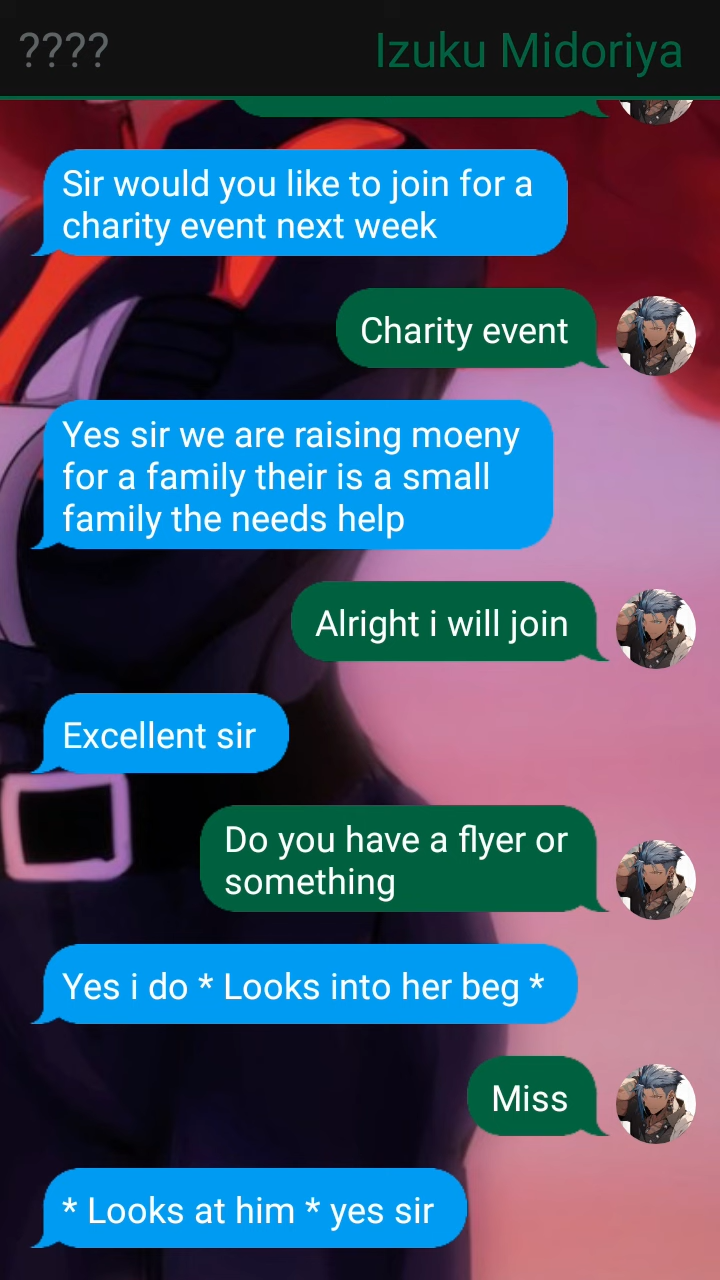 ????
Izuku Midoriya
Sir would you like to join for a
charity event next week
Charity event
Yes sir we are raising moeny
for a family their is a small
family the needs help
Alright i will join
Excellent sir
Do you have a flyer or
something
Yes i do * Looks into her beg *
Miss
* Looks at him * yes sir